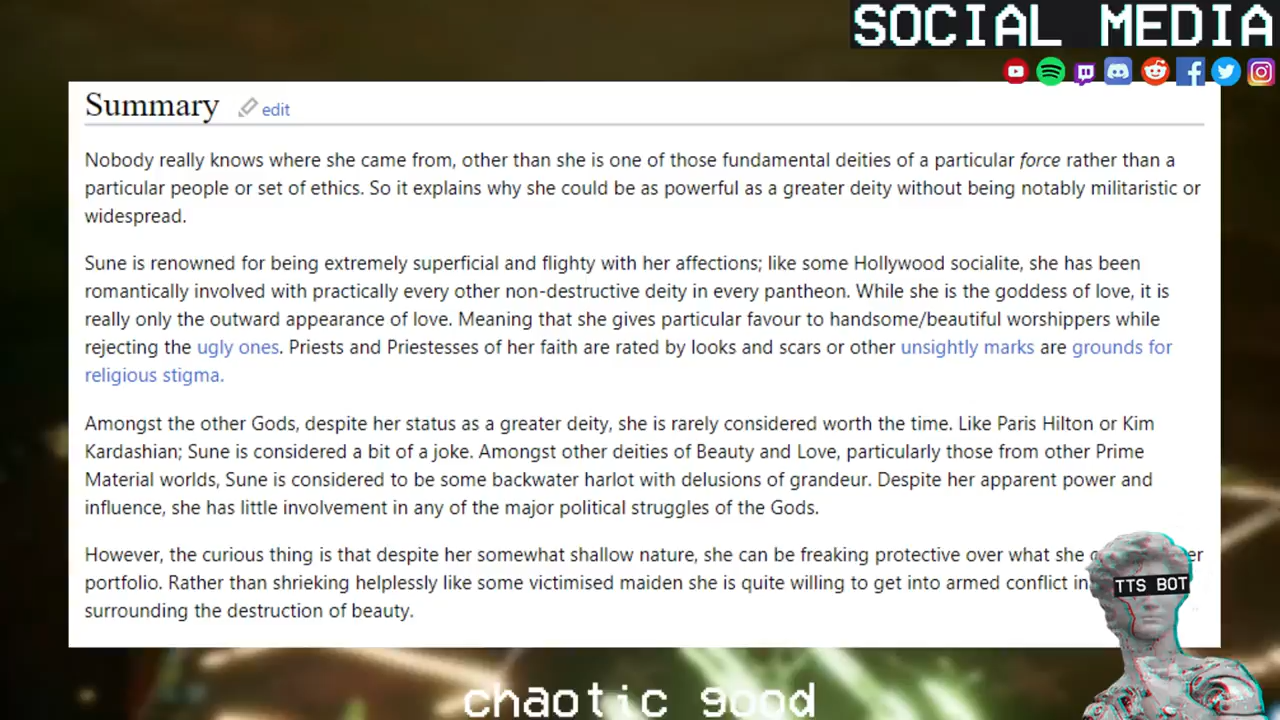 SOCIAL MEDIA
Summary edit
Nobody really knows where she came from, other than she is one of those fundamental deities of a particular force rather than a
particular people or set of ethics. So it explains why she could be as powerful as a greater deity without being notably militaristic or
widespread.
Sune is renowned for being extremely superficial and flighty with her affections; like some Hollywood socialite, she has been
romantically involved with practically every other non-destructive deity in every pantheon. While she is the goddess of love, it is
really only the outward appearance of love. Meaning that she gives particular favour to handsome/beautiful worshippers while
rejecting the ugly ones. Priests and Priestesses of her faith are rated by looks and scars or other unsightly marks are grounds for
religious stigma.
Amongst the other Gods, despite her status as a greater deity, she is rarely considered worth the time. Like Paris Hilton or Kim
Kardashian; Sune is considered a bit of a joke. Amongst other deities of Beauty and Love, particularly those from other Prime
Material worlds, Sune is considered to be some backwater harlot with delusions of grandeur. Despite her apparent power and
influence, she has little involvement in any of the major political struggles of the Gods.
However, the curious thing is that despite her somewhat shallow nature, she can be freaking protective over what she
portfolio. Rather than shrieking helplessly like some victimised maiden she is quite willing to get into armed conflict
surrounding the destruction of beauty.
TTS BOT
chaotic good